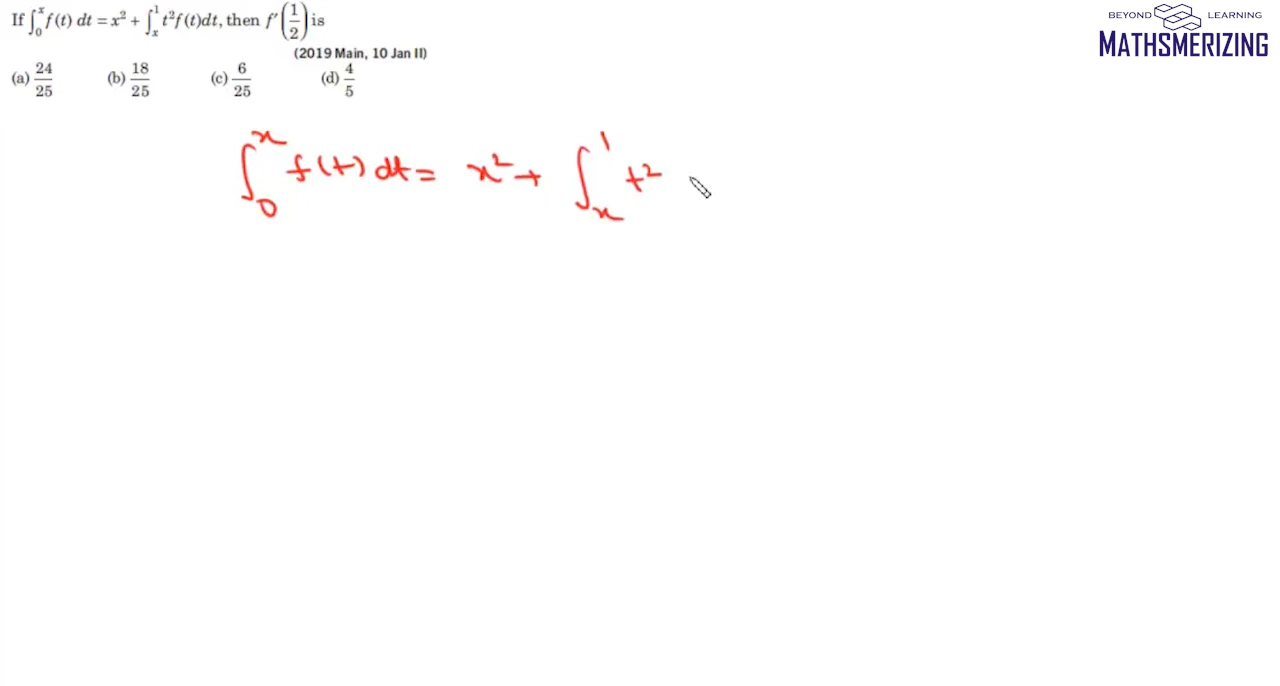 If ∫₀ˣ f(t) dt = x² + ∫ₓ¹ t²f(t)dt, then f′(1/2) is
(2019 Main, 10 Jan II)
(a) 24/25 (b) 18/25 (c) 6/25 (d) 4/5
BEYOND LEARNING
MATHSMERIZING
∫₀ˣ f(t) dt = x² + ∫ₓ¹ t²